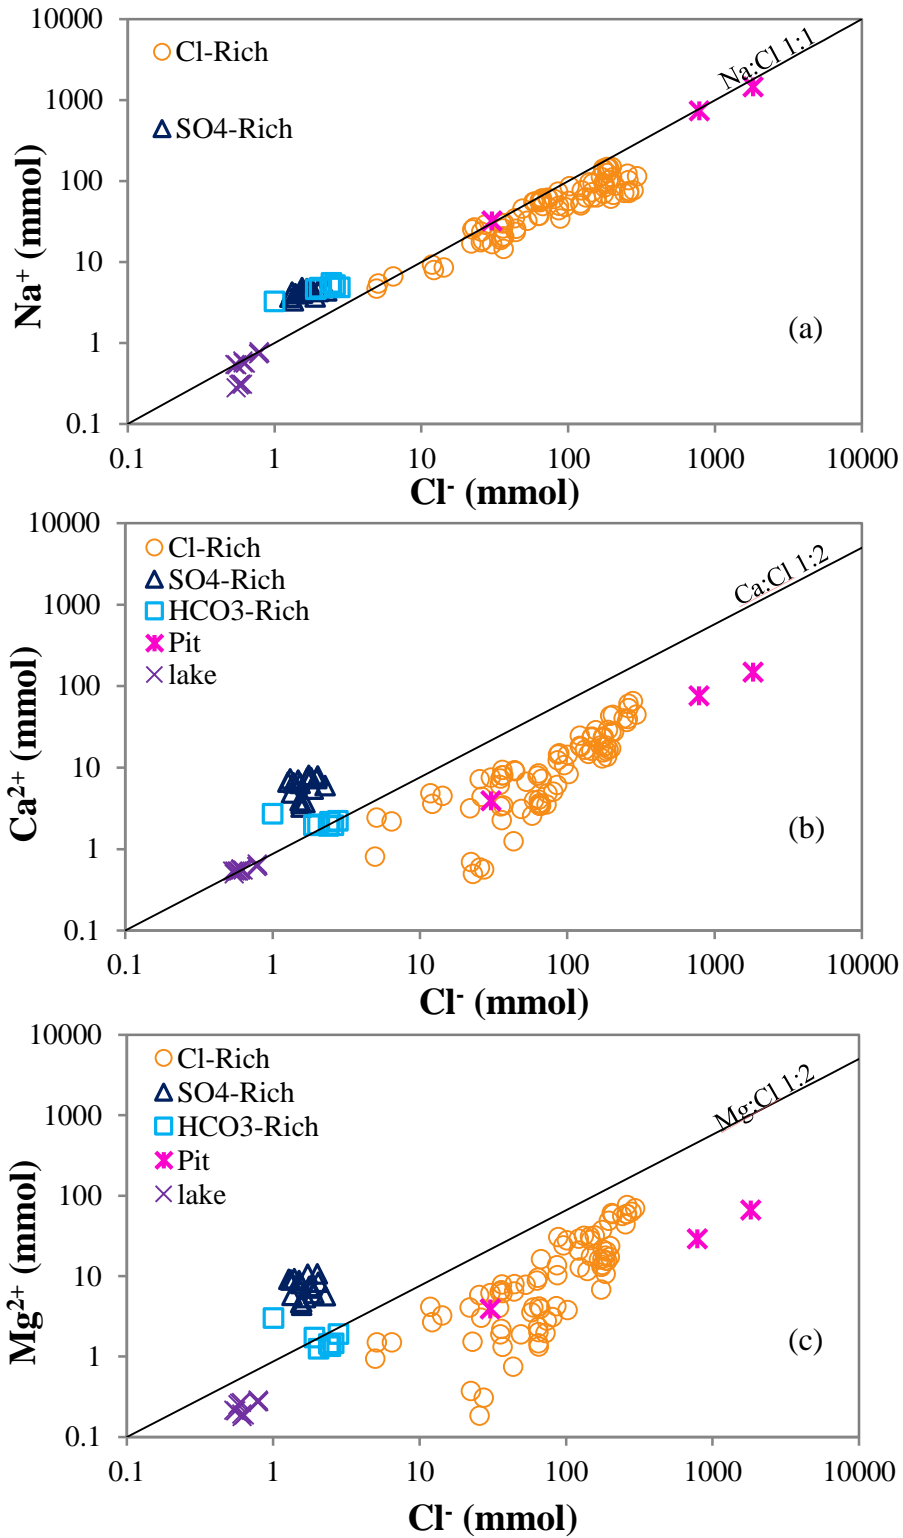 10000
1000
100
10
1
0.1
Na⁺ (mmol)
Cl-Rich
SO4-Rich
Na:Cl 1:1
(a)
0.1 1 10 100 1000 10000
Cl⁻ (mmol)
10000
1000
100
10
1
0.1
Ca²⁺ (mmol)
Cl-Rich
SO4-Rich
HCO3-Rich
Pit
lake
Ca:Cl 1:2
(b)
0.1 1 10 100 1000 10000
Cl⁻ (mmol)
10000
1000
100
10
1
0.1
Mg²⁺ (mmol)
Cl-Rich
SO4-Rich
HCO3-Rich
Pit
lake
Mg:Cl 1:2
(c)
0.1 1 10 100 1000 10000
Cl⁻ (mmol)